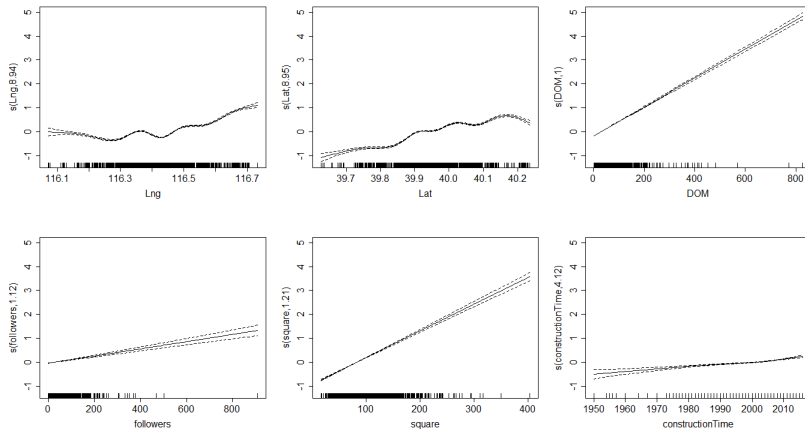 s(Lng,8.94)
5
4
3
2
1
0
-1
116.1 116.3 116.5 116.7
Lng
s(Lat,8.95)
5
4
3
2
1
0
-1
39.7 39.8 39.9 40.0 40.1 40.2
Lat
s(DOM,1)
5
4
3
2
1
0
-1
0 200 400 600 800
DOM
s(followers,1.12)
5
4
3
2
1
0
-1
0 200 400 600 800
followers
s(square,1.21)
5
4
3
2
1
0
-1
100 200 300 400
square
s(constructionTime,4.12)
5
4
3
2
1
0
-1
1950 1960 1970 1980 1990 2000 2010
constructionTime